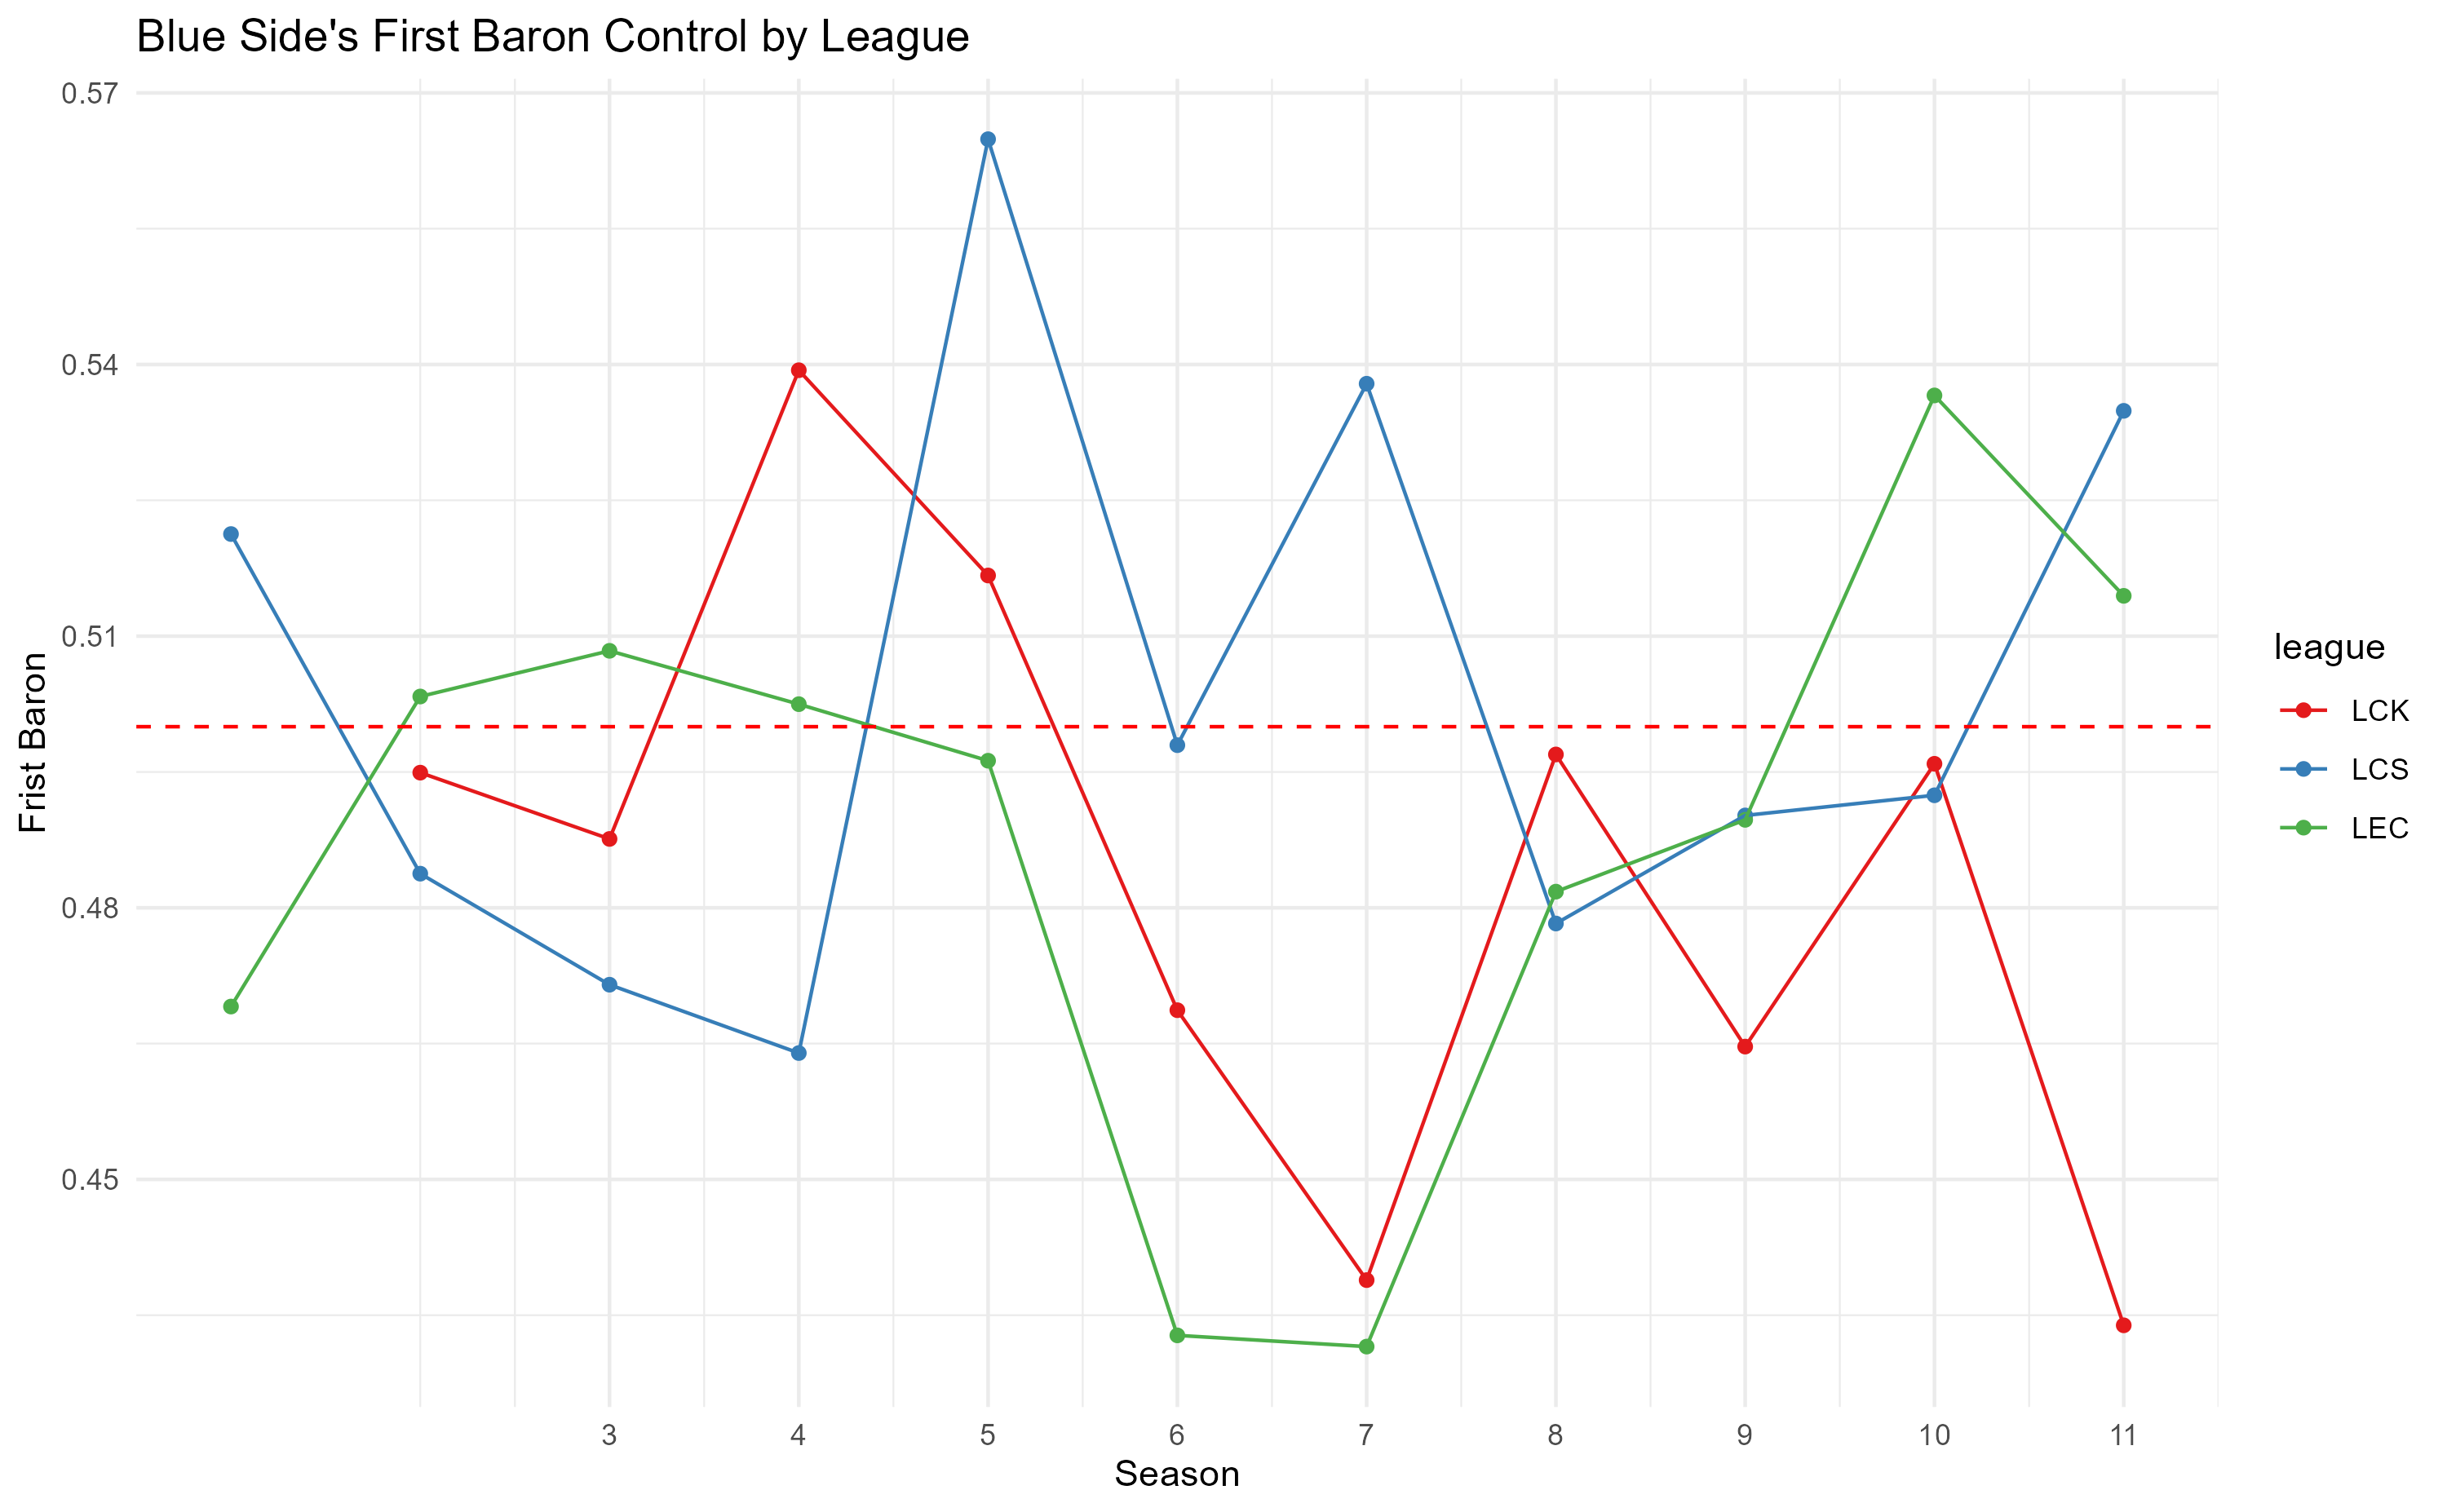 Blue Side's First Baron Control by League
0.57
0.54
0.51
0.48
0.45
Frist Baron
3 4 5 6 7 8 9 10 11
Season
league
LCK
LCS
LEC